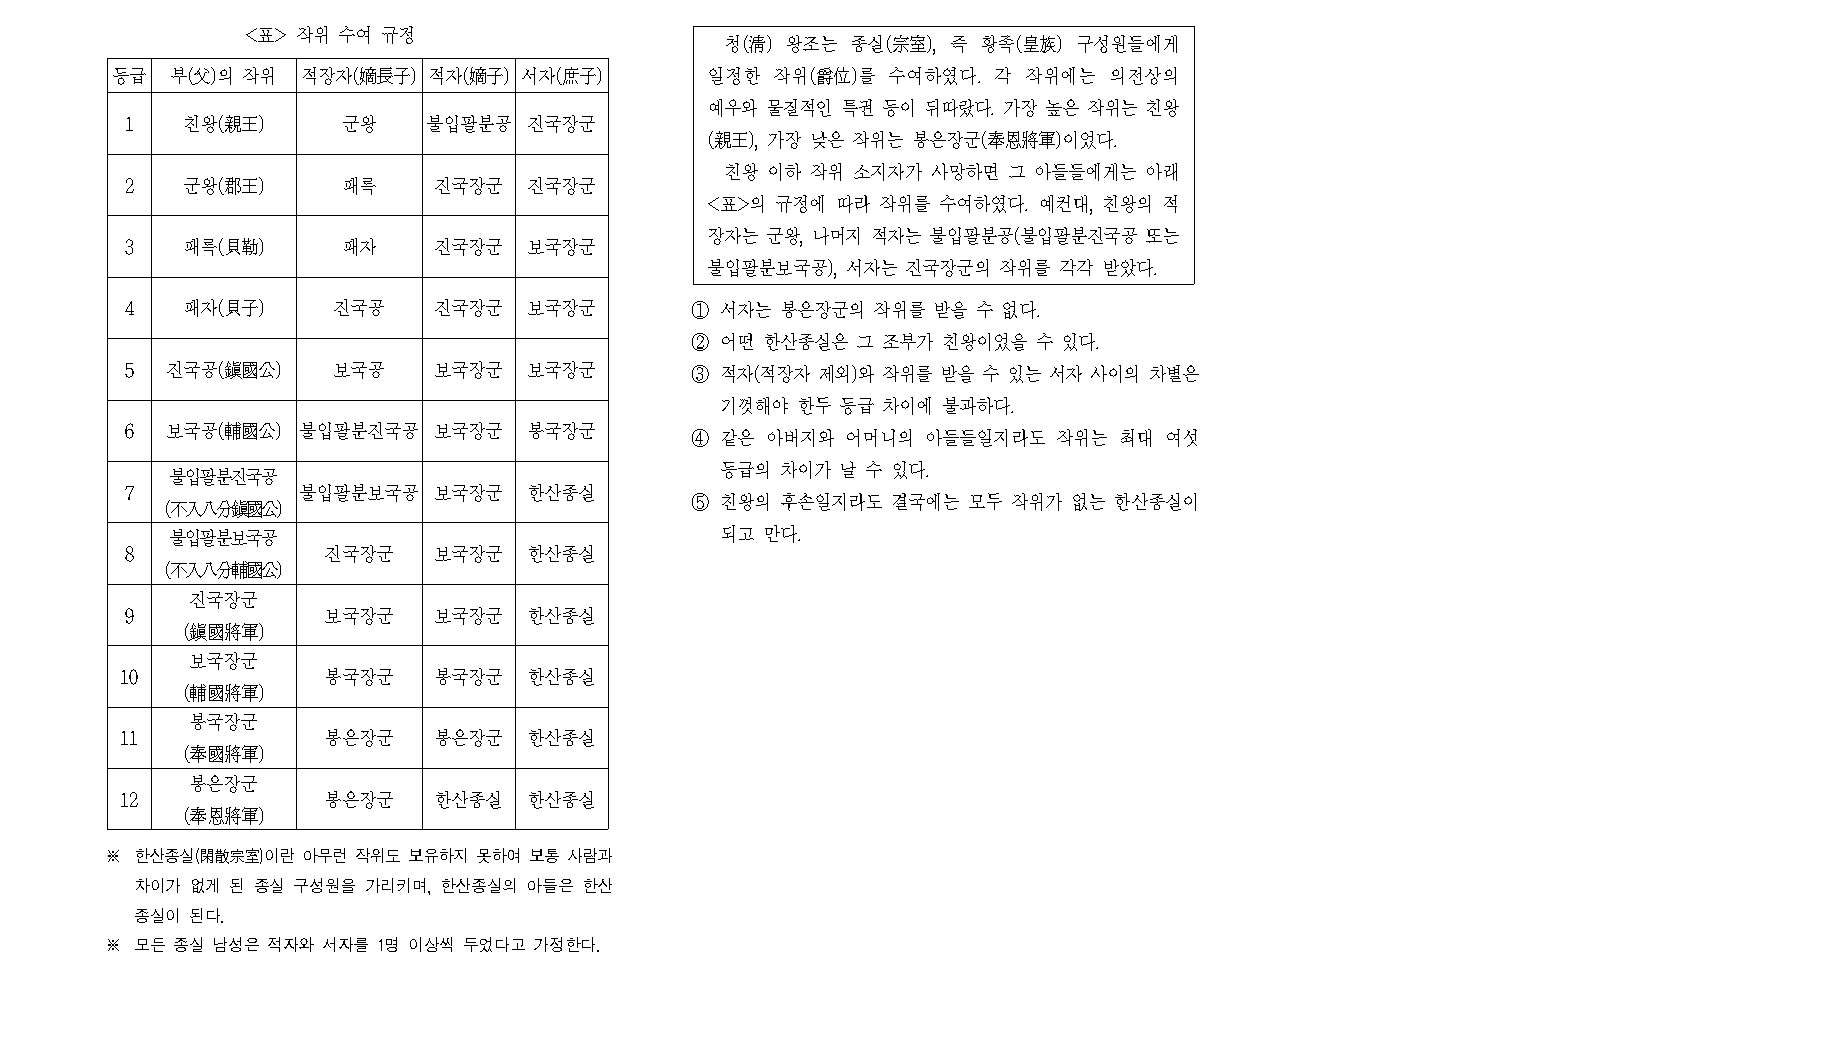 <표> 작위 수여 규정
등급 부(父)의 작위 적장자(嫡長子) 적자(嫡子) 서자(庶子)
1 친왕(親王) 군왕 불입팔분공 진국장군
2 군왕(郡王) 패륵 진국장군 진국장군
3 패륵(貝勒) 패자 진국장군 보국장군
4 패자(貝子) 진국공 진국장군 보국장군
5 진국공(鎭國公) 보국공 보국장군 보국장군
6 보국공(輔國公) 불입팔분진국공 보국장군 봉국장군
7 불입팔분진국공
(不入八分鎭國公) 불입팔분보국공 보국장군 한산종실
8 불입팔분보국공
(不入八分輔國公) 진국장군 보국장군 한산종실
9 진국장군
(鎭國將軍) 보국장군 보국장군 한산종실
10 보국장군
(輔國將軍) 봉국장군 봉국장군 한산종실
11 봉국장군
(奉國將軍) 봉은장군 봉은장군 한산종실
12 봉은장군
(奉恩將軍) 봉은장군 한산종실 한산종실
※ 한산종실(閑散宗室)이란 아무런 작위도 보유하지 못하여 보통 사람과
차이가 없게 된 종실 구성원을 가리키며, 한산종실의 아들은 한산
종실이 된다.
※ 모든 종실 남성은 적자와 서자를 1명 이상씩 두었다고 가정한다.
청(淸) 왕조는 종실(宗室), 즉 황족(皇族) 구성원들에게
일정한 작위(爵位)를 수여하였다. 각 작위에는 의전상의
예우와 물질적인 특권 등이 뒤따랐다. 가장 높은 작위는 친왕
(親王), 가장 낮은 작위는 봉은장군(奉恩將軍)이었다.
친왕 이하 작위 소지자가 사망하면 그 아들들에게는 아래
<표>의 규정에 따라 작위를 수여하였다. 예컨대, 친왕의 적
장자는 군왕, 나머지 적자는 불입팔분공(불입팔분진국공 또는
불입팔분보국공), 서자는 진국장군의 작위를 각각 받았다.
① 서자는 봉은장군의 작위를 받을 수 없다.
② 어떤 한산종실은 그 조부가 친왕이었을 수 있다.
③ 적자(적장자 제외)와 작위를 받을 수 있는 서자 사이의 차별은
기껏해야 한두 등급 차이에 불과하다.
④ 같은 아버지와 어머니의 아들들일지라도 작위는 최대 여섯
등급의 차이가 날 수 있다.
⑤ 친왕의 후손일지라도 결국에는 모두 작위가 없는 한산종실이
되고 만다.